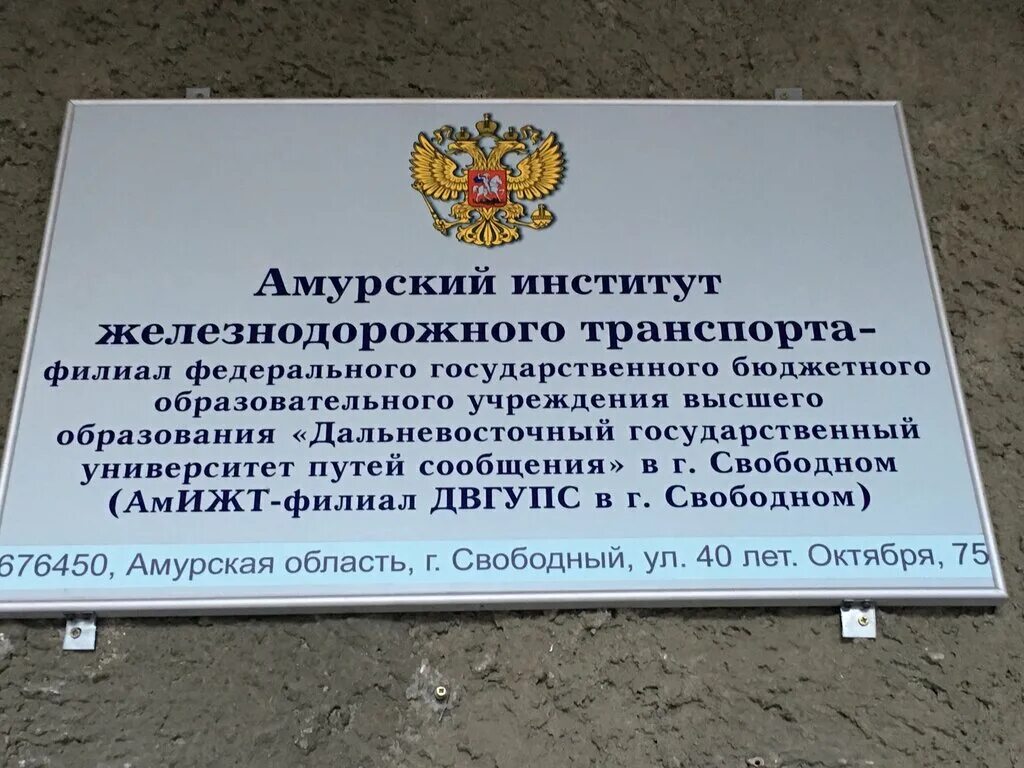 Амурский институт
железнодорожного транспорта-
филиал федерального государственного бюджетного
образовательного учреждения высшего
образования «Дальневосточный государственный
университет путей сообщения» в г. Свободном
(АмИЖТ-филиал ДВГУПС в г. Свободном)
676450, Амурская область, г. Свободный, ул. 40 лет. Октября, 75